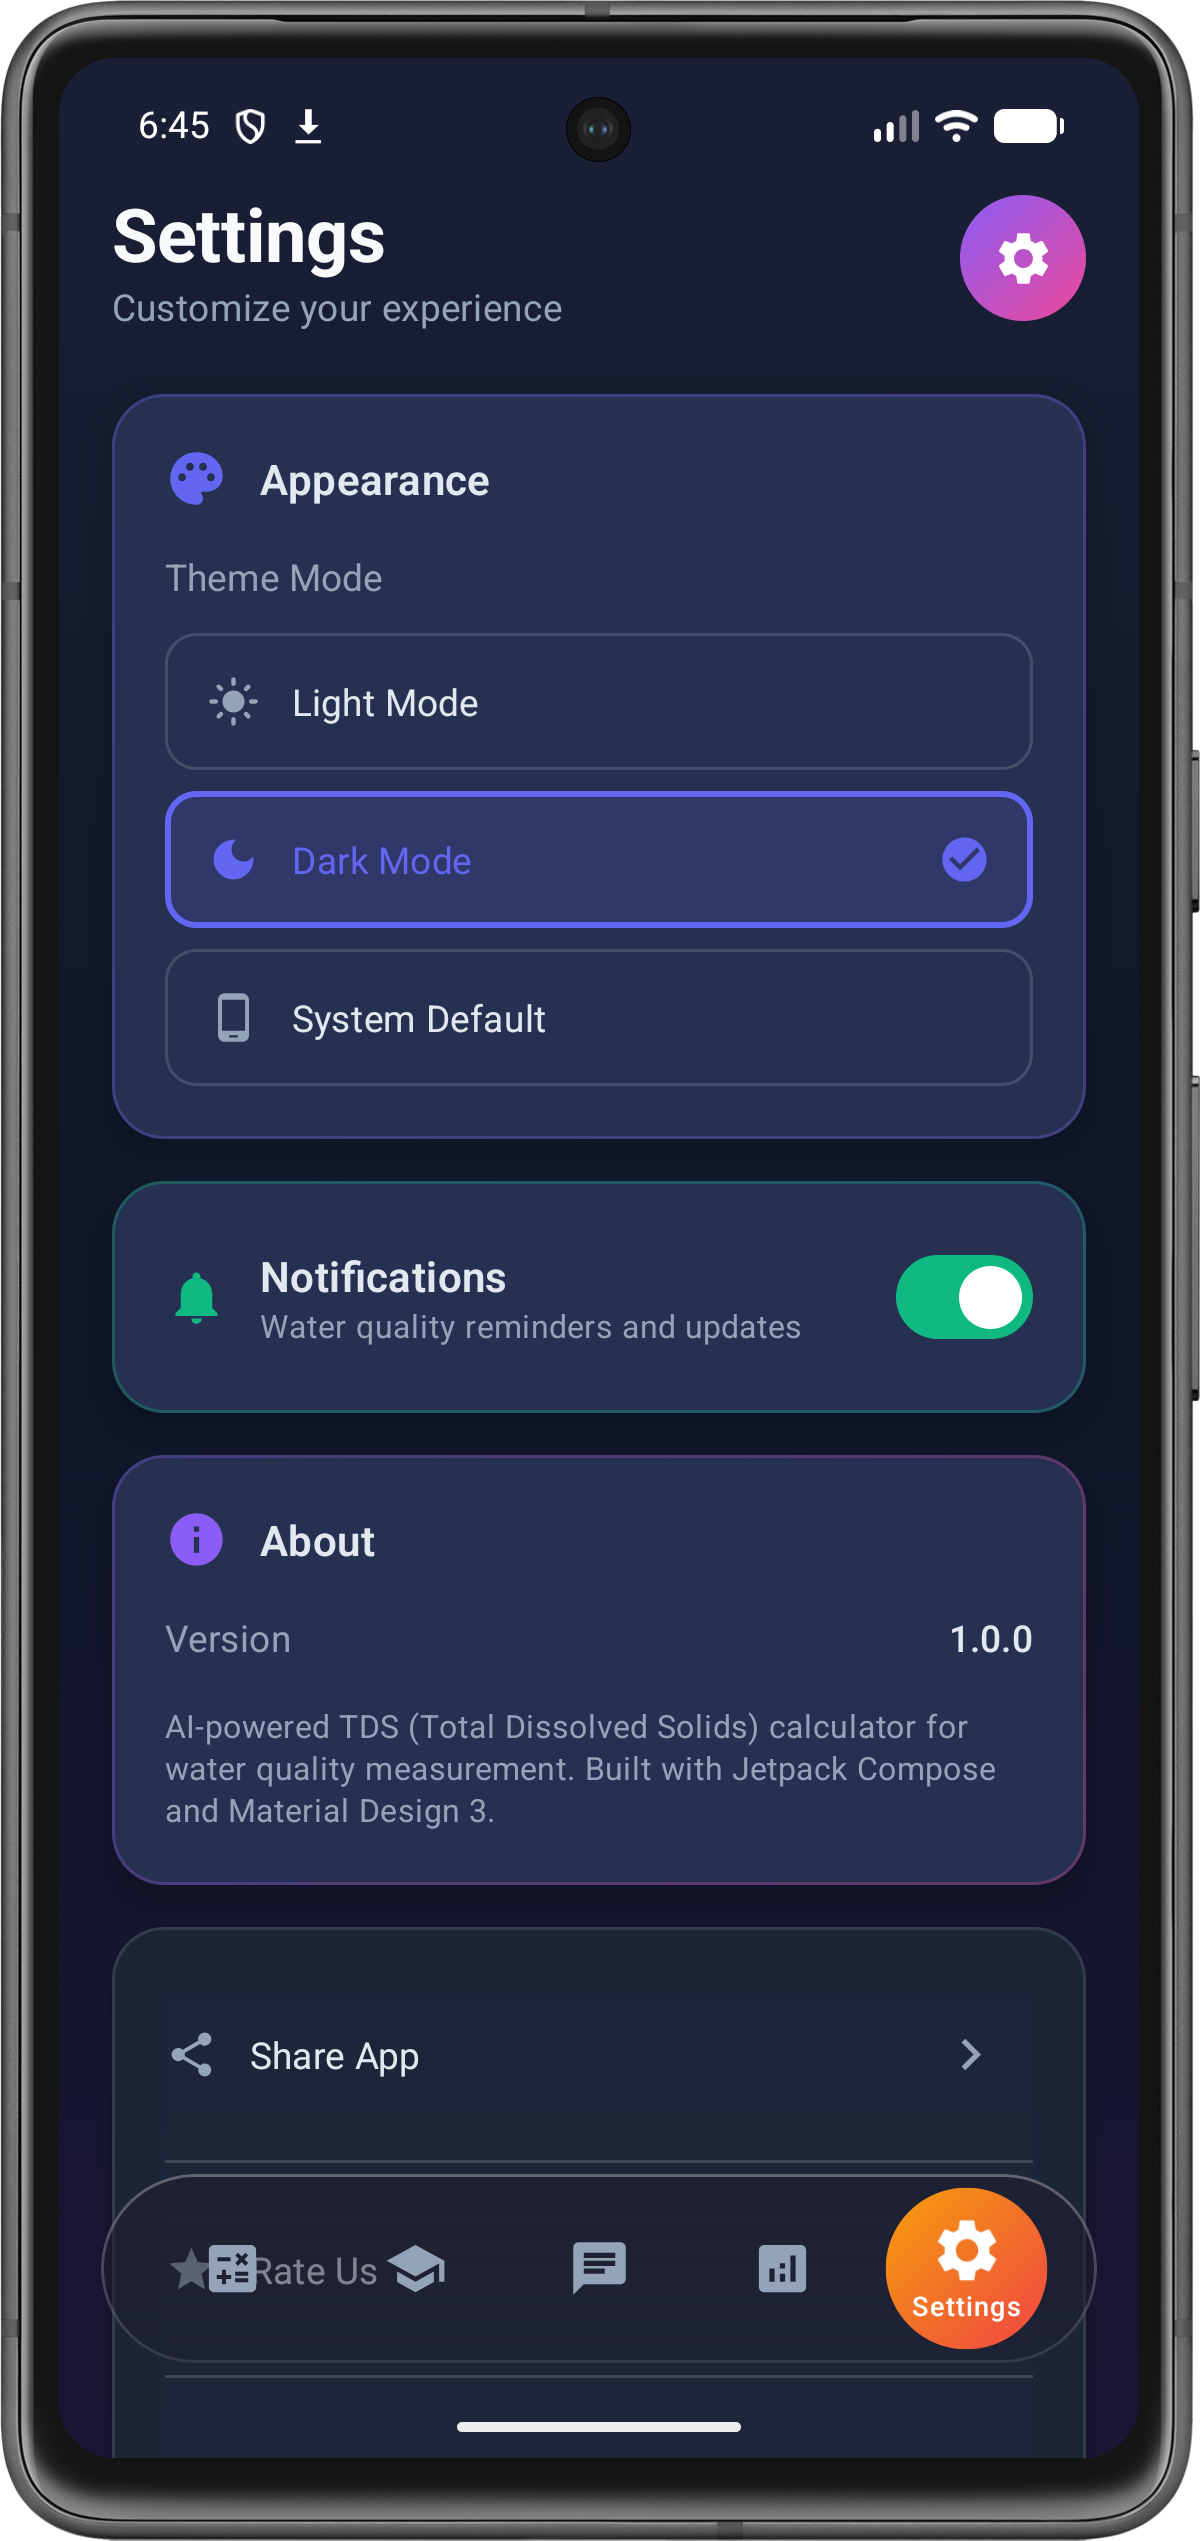 6:45
Settings
Customize your experience
Appearance
Theme Mode
Light Mode
Dark Mode
System Default
Notifications
Water quality reminders and updates
About
Version 1.0.0
AI-powered TDS (Total Dissolved Solids) calculator for
water quality measurement. Built with Jetpack Compose
and Material Design 3.
Share App
Rate Us
Settings